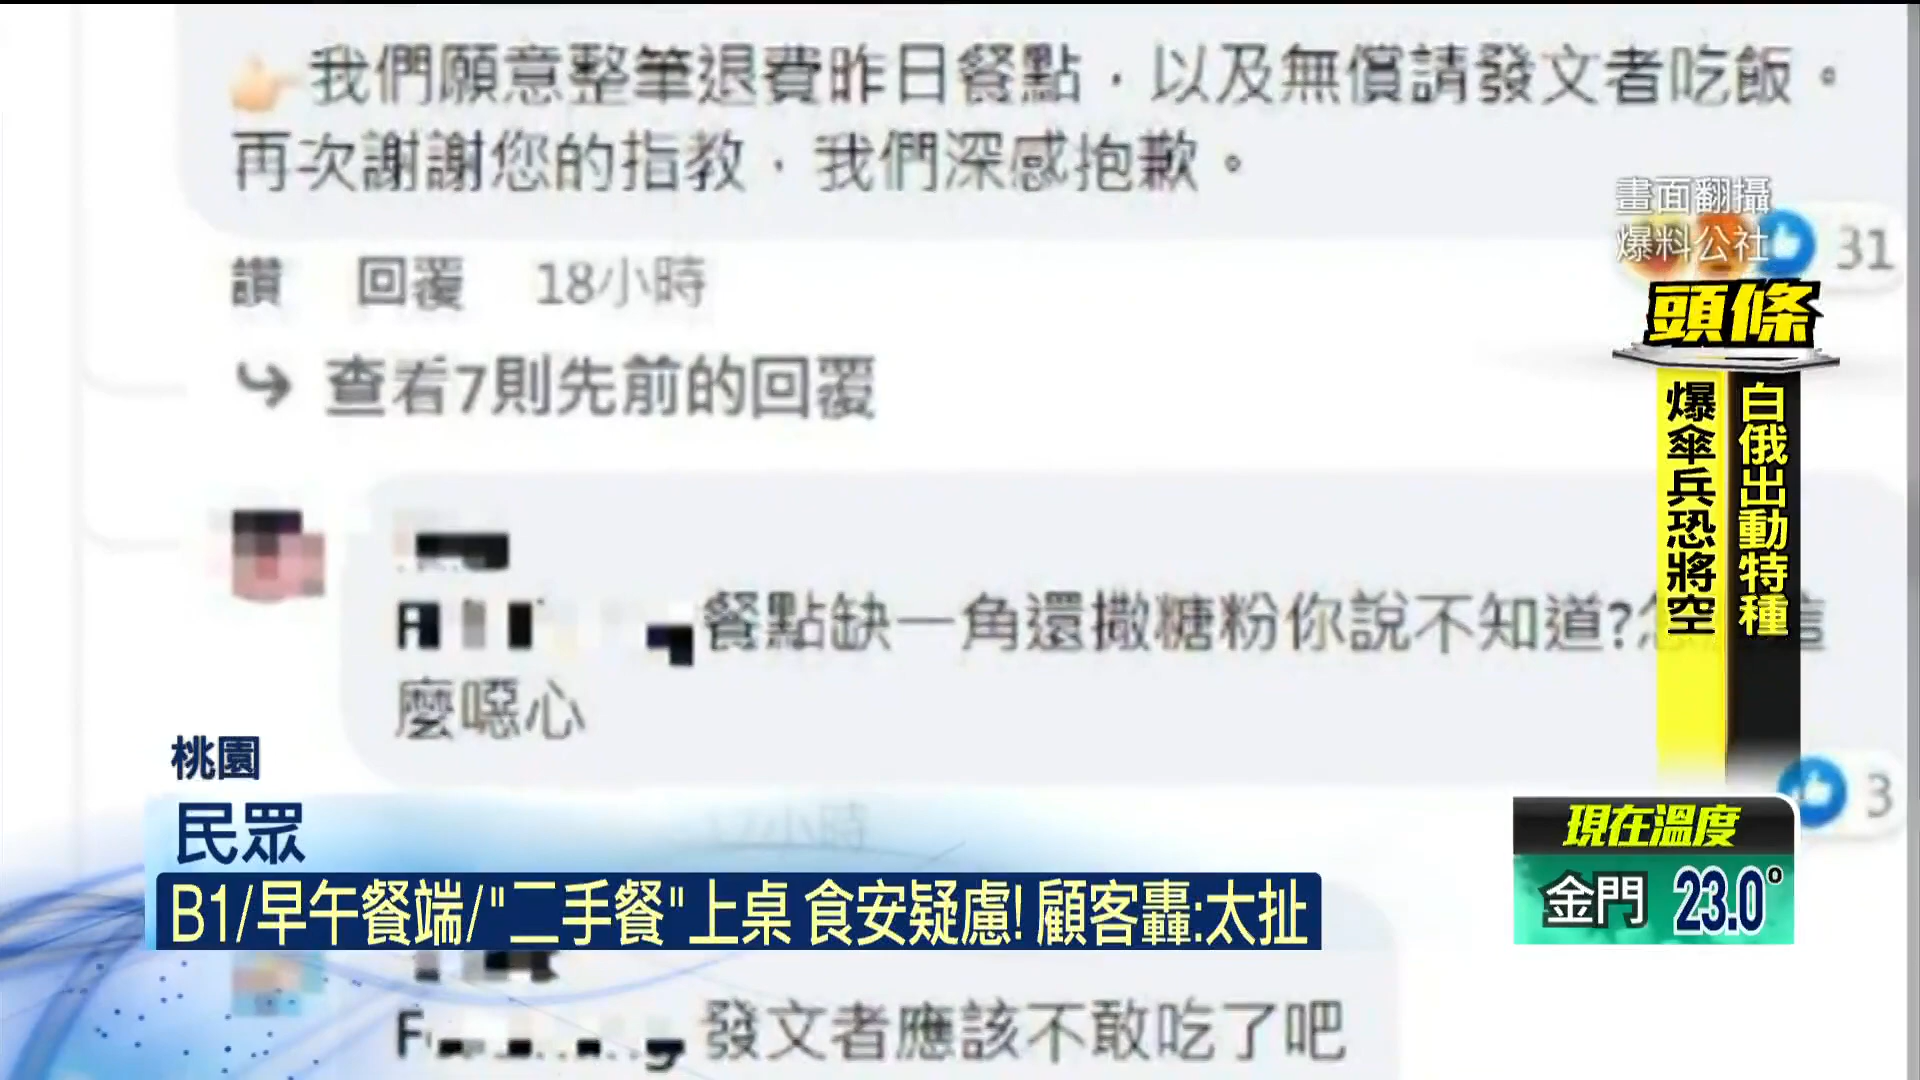 我們願意整筆退費昨日餐點，以及無償請發文者吃飯。
再次謝謝您的指教，我們深感抱歉。
畫面翻攝
爆料公社
31
讚 回覆 18小時
查看7則先前的回覆
頭條
白俄出動特種
爆傘兵恐將空
餐點缺一角還撒糖粉你說不知道?
麼噁心
3
桃園
民眾
17小時
B1/早午餐端/"二手餐"上桌 食安疑慮! 顧客轟:太扯
現在溫度
金門 23.0°
發文者應該不敢吃了吧